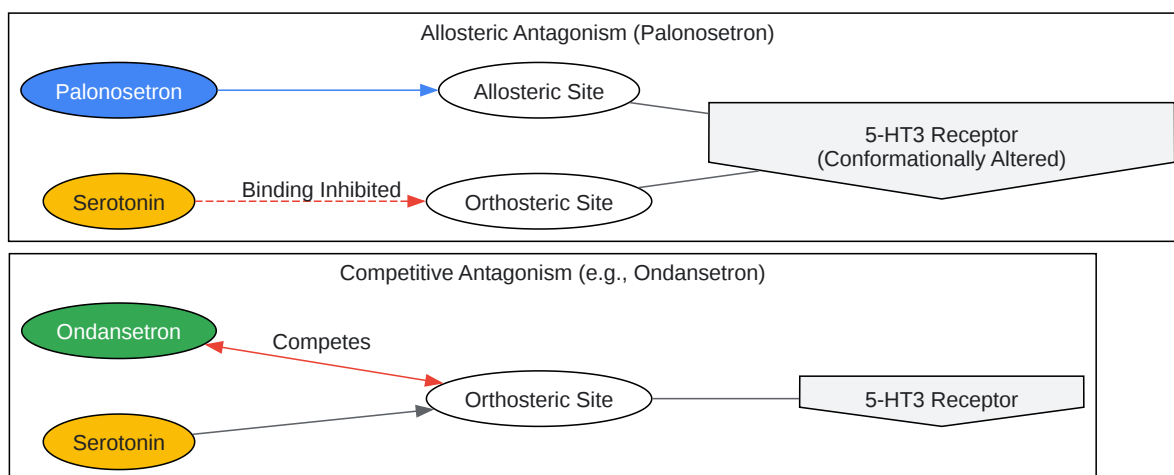 Allosteric Antagonism (Palonosetron)
Palonosetron
Allosteric Site
5-HT3 Receptor
(Conformationally Altered)
Serotonin
Binding Inhibited
Orthosteric Site
Competitive Antagonism (e.g., Ondansetron)
Ondansetron
Competes
Orthosteric Site
5-HT3 Receptor
Serotonin